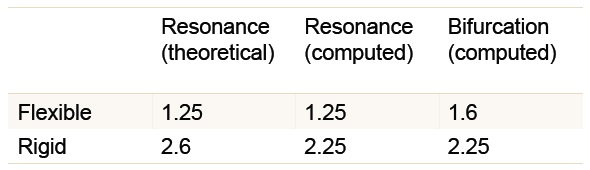 Resonance Resonance Bifurcation
(theoretical) (computed) (computed)
Flexible 1.25 1.25 1.6
Rigid 2.6 2.25 2.25